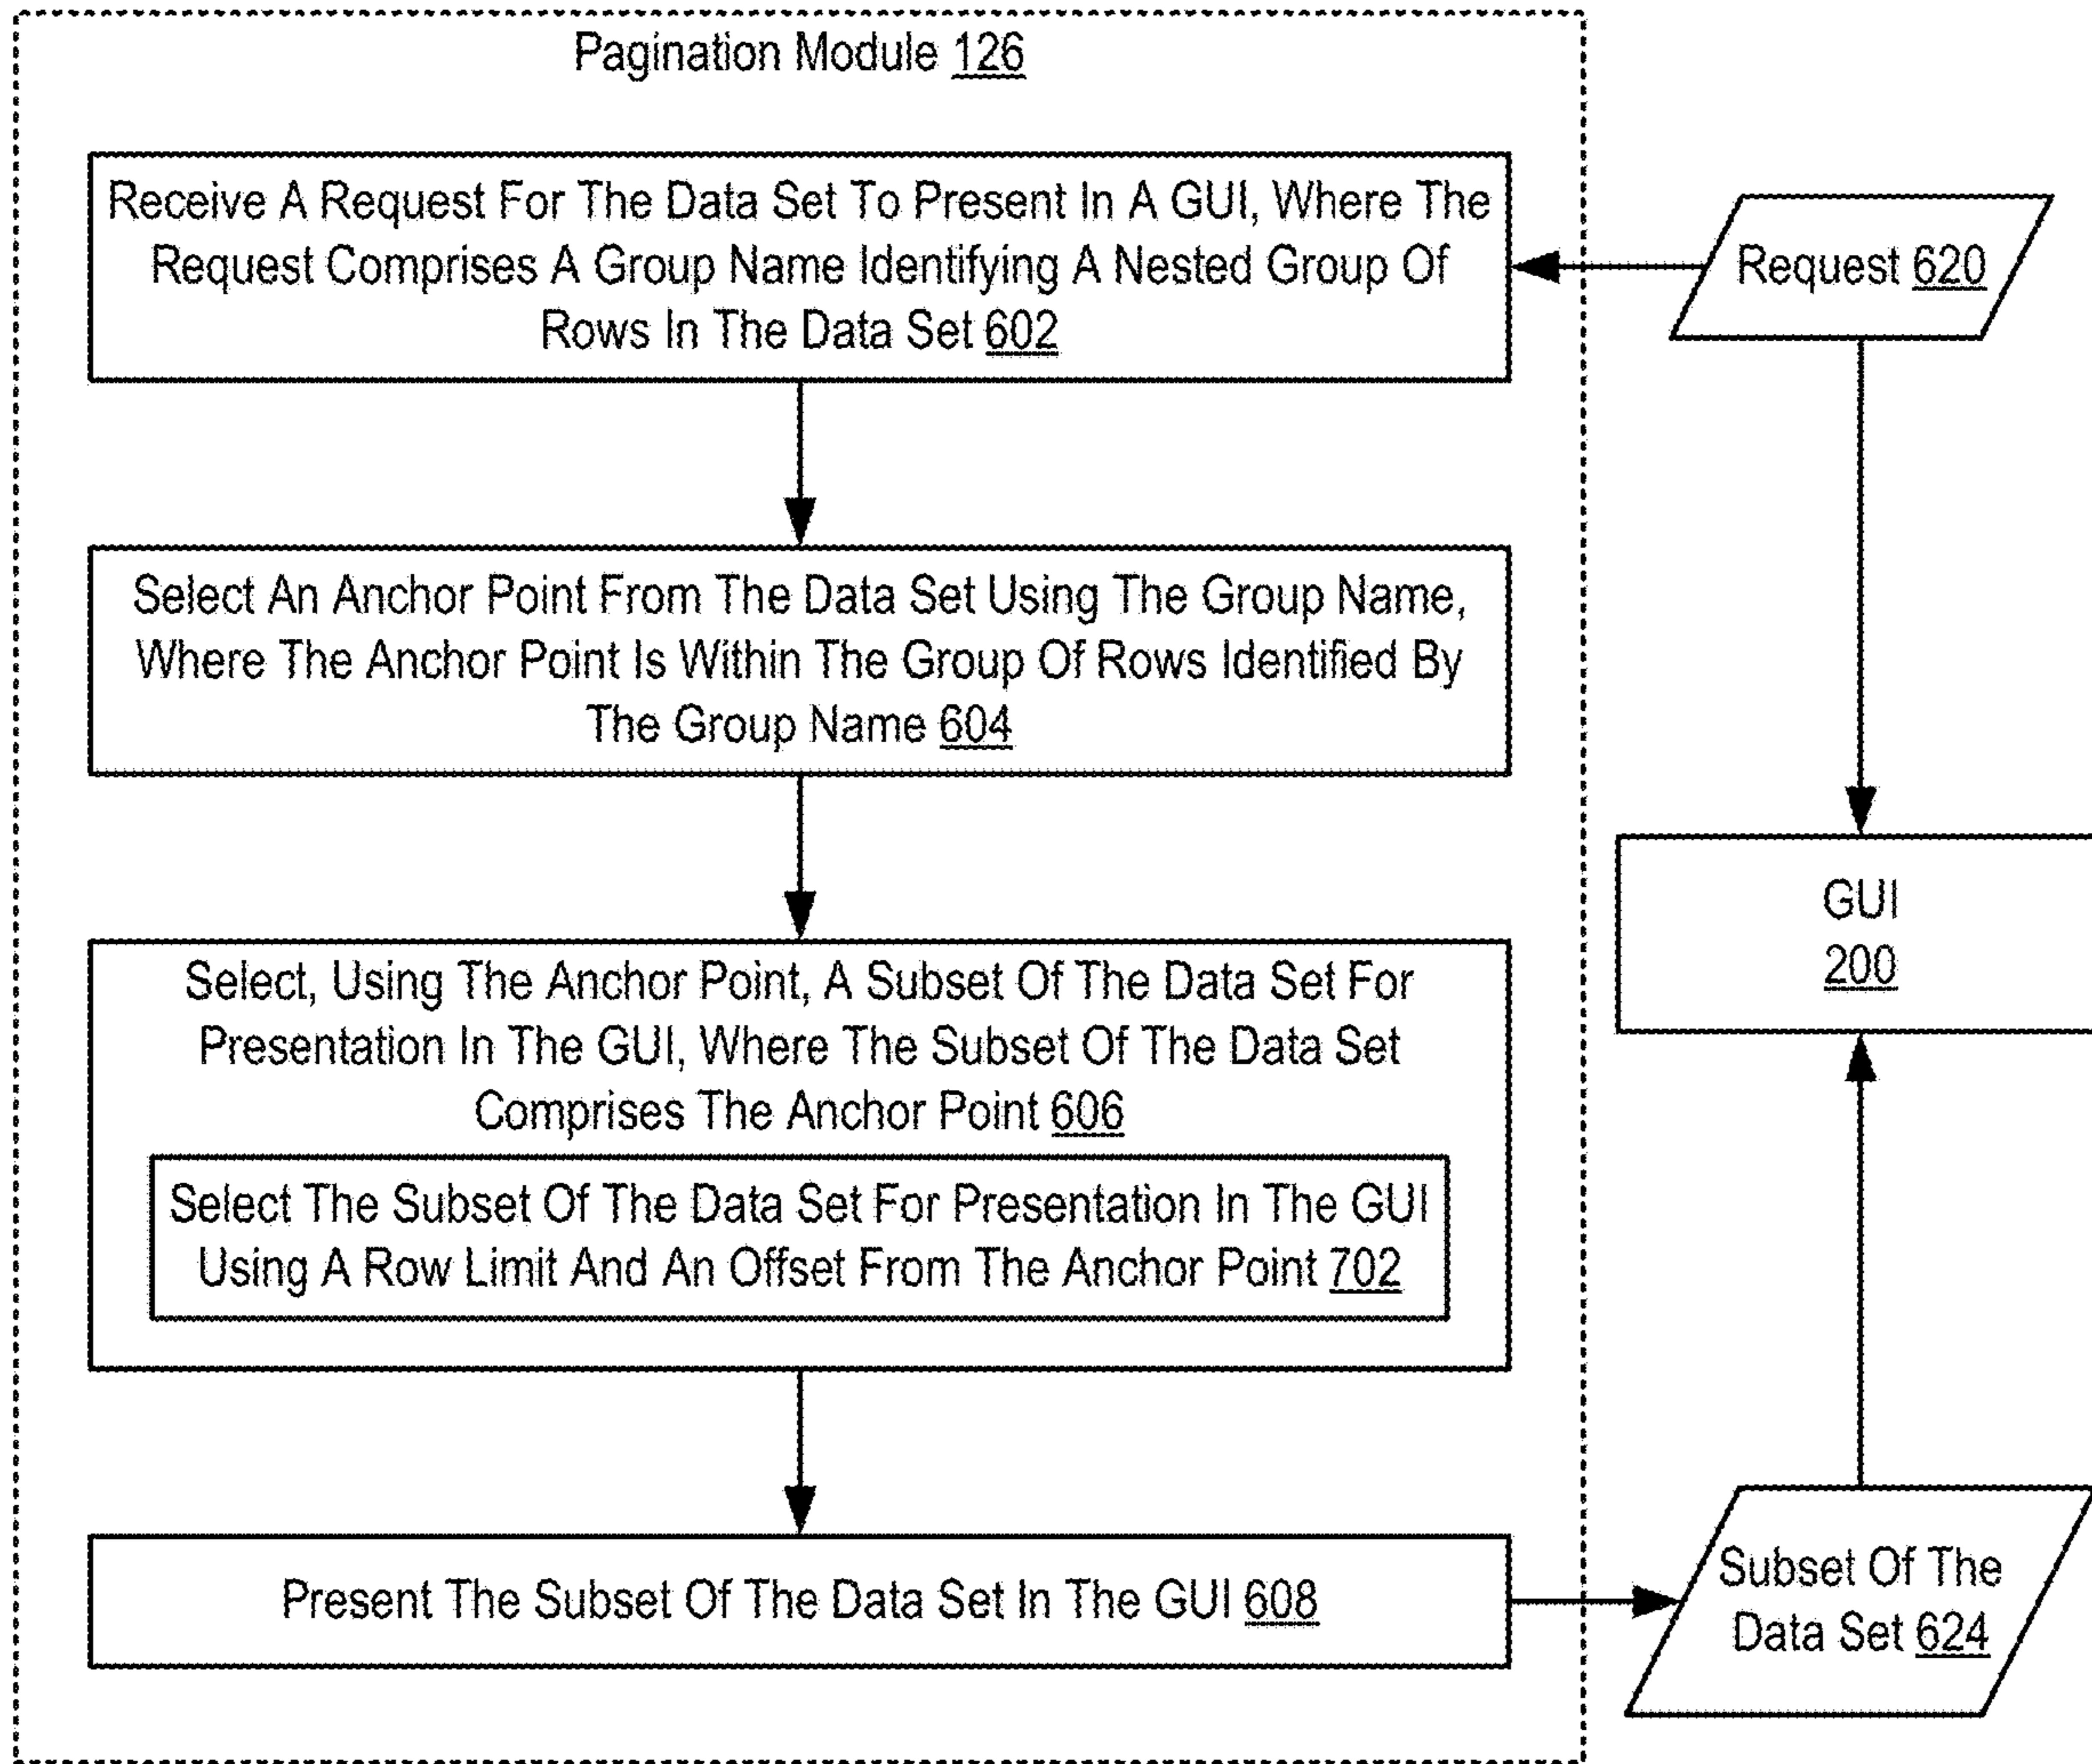 Pagination Module 126
Receive A Request For The Data Set To Present In A GUI, Where The
Request Comprises A Group Name Identifying A Nested Group Of
Rows In The Data Set 602
Request 620
Select An Anchor Point From The Data Set Using The Group Name,
Where The Anchor Point Is Within The Group Of Rows Identified By
The Group Name 604
GUI
200
Select, Using The Anchor Point, A Subset Of The Data Set For
Presentation In The GUI, Where The Subset Of The Data Set
Comprises The Anchor Point 606
Select The Subset Of The Data Set For Presentation In The GUI
Using A Row Limit And An Offset From The Anchor Point 702
Present The Subset Of The Data Set In The GUI 608
Subset Of The
Data Set 624